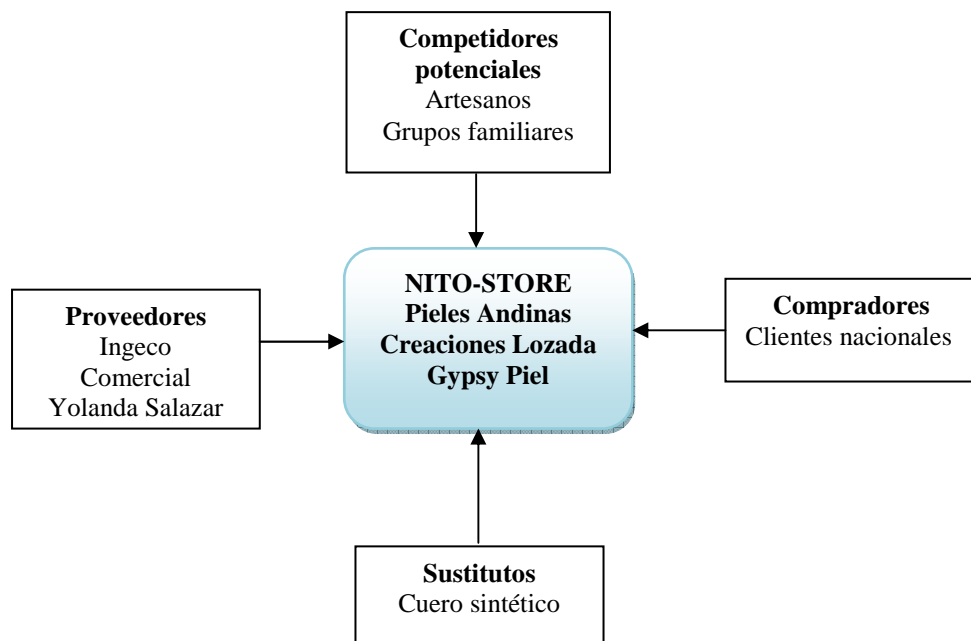 Competidores
potenciales
Artesanos
Grupos familiares
NITO-STORE
Pieles Andinas
Creaciones Lozada
Gypsy Piel
Proveedores
Ingeco
Comercial
Yolanda Salazar
Compradores
Clientes nacionales
Sustitutos
Cuero sintético